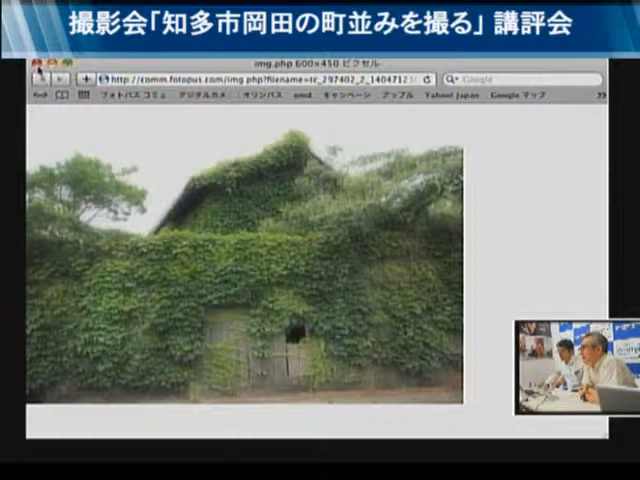 撮影会「知多市岡田の町並みを撮る」 講評会
img.php 600×450 ピクセル
http://comm.fotopus.com/img.php?filename=tc_297402_2_1404712
Google
フォトパス コミュ デジタルカメ... オリンパス amd キャンペーン アップル Yahoo! Japan Google マップ